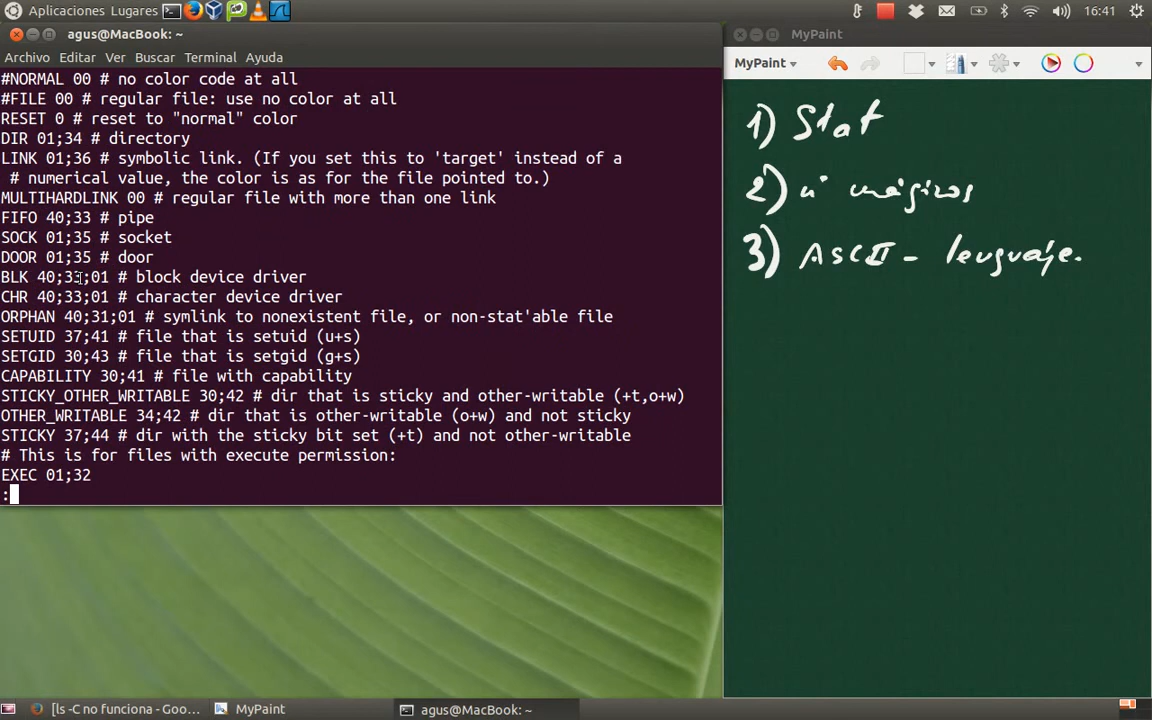 Aplicaciones Lugares 16:41
agus@MacBook: ~
Archivo Editar Ver Buscar Terminal Ayuda
#NORMAL 00 # no color code at all
#FILE 00 # regular file: use no color at all
RESET 0 # reset to "normal" color
DIR 01;34 # directory
LINK 01;36 # symbolic link. (If you set this to 'target' instead of a
# numerical value, the color is as for the file pointed to.)
MULTIHARDLINK 00 # regular file with more than one link
FIFO 40;33 # pipe
SOCK 01;35 # socket
DOOR 01;35 # door
BLK 40;33;01 # block device driver
CHR 40;33;01 # character device driver
ORPHAN 40;31;01 # symlink to nonexistent file, or non-stat'able file
SETUID 37;41 # file that is setuid (u+s)
SETGID 30;43 # file that is setgid (g+s)
CAPABILITY 30;41 # file with capability
STICKY_OTHER_WRITABLE 30;42 # dir that is sticky and other-writable (+t,o+w)
OTHER_WRITABLE 34;42 # dir that is other-writable (o+w) and not sticky
STICKY 37;44 # dir with the sticky bit set (+t) and not other-writable
# This is for files with execute permission:
EXEC 01;32
:
MyPaint
MyPaint
1) Stat
2) nº mágicos
3) ASCII - lenguaje.
[ls -C no funciona - Goo... MyPaint agus@MacBook: ~